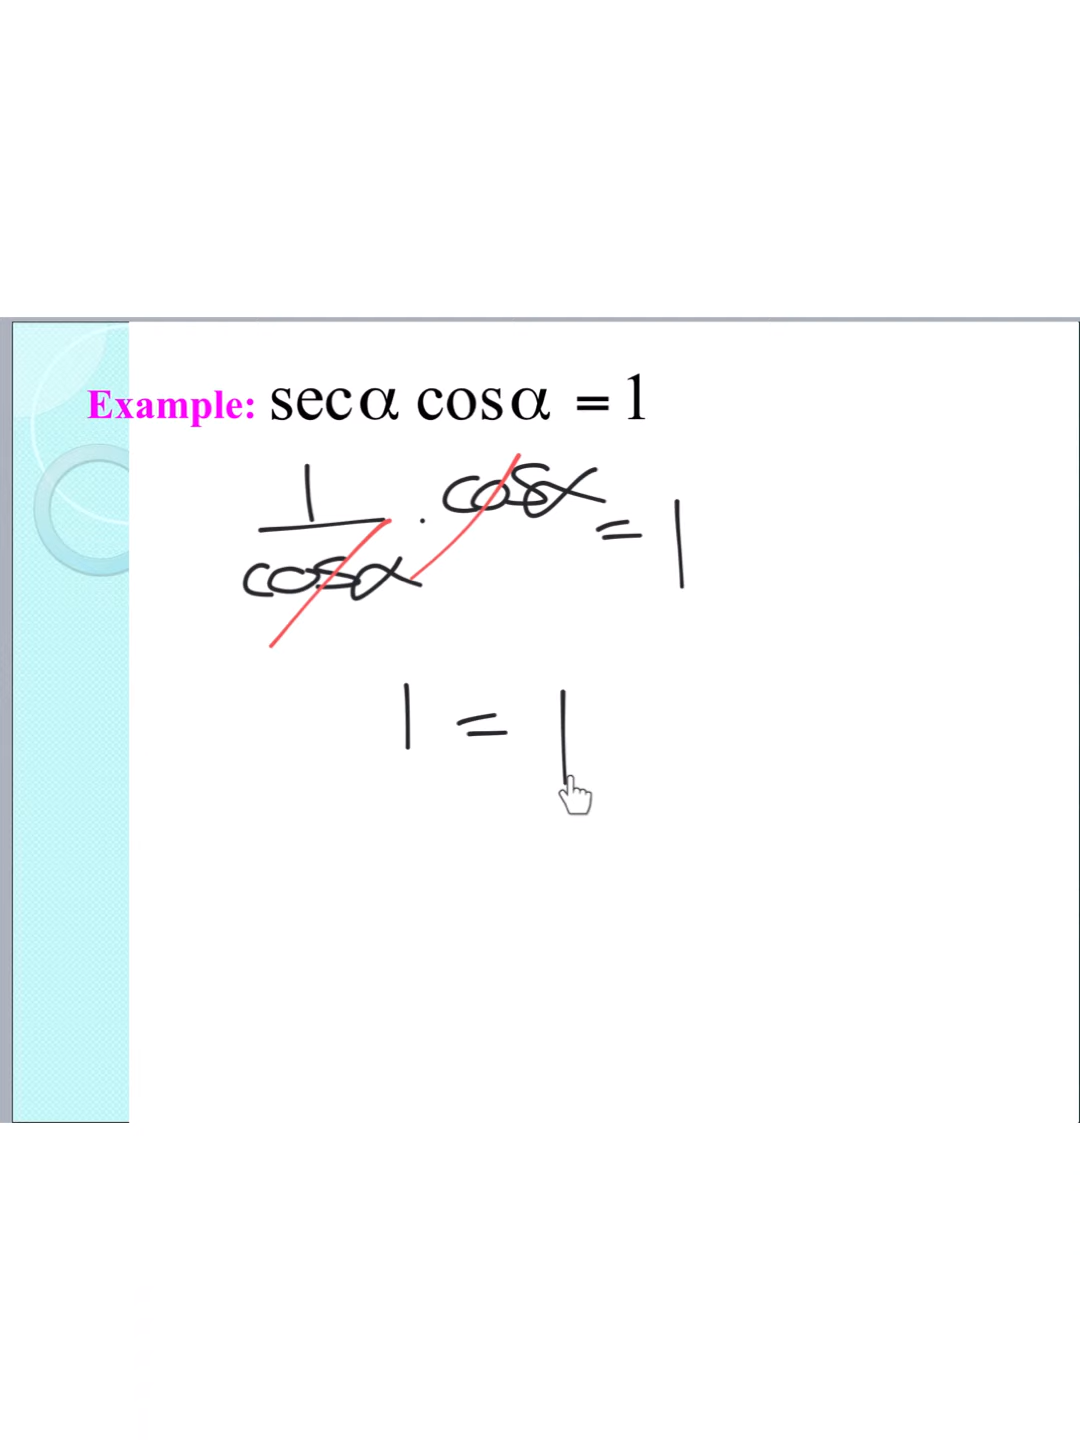 Example: secα cosα = 1
1/cosα · cosα = 1
1 = 1